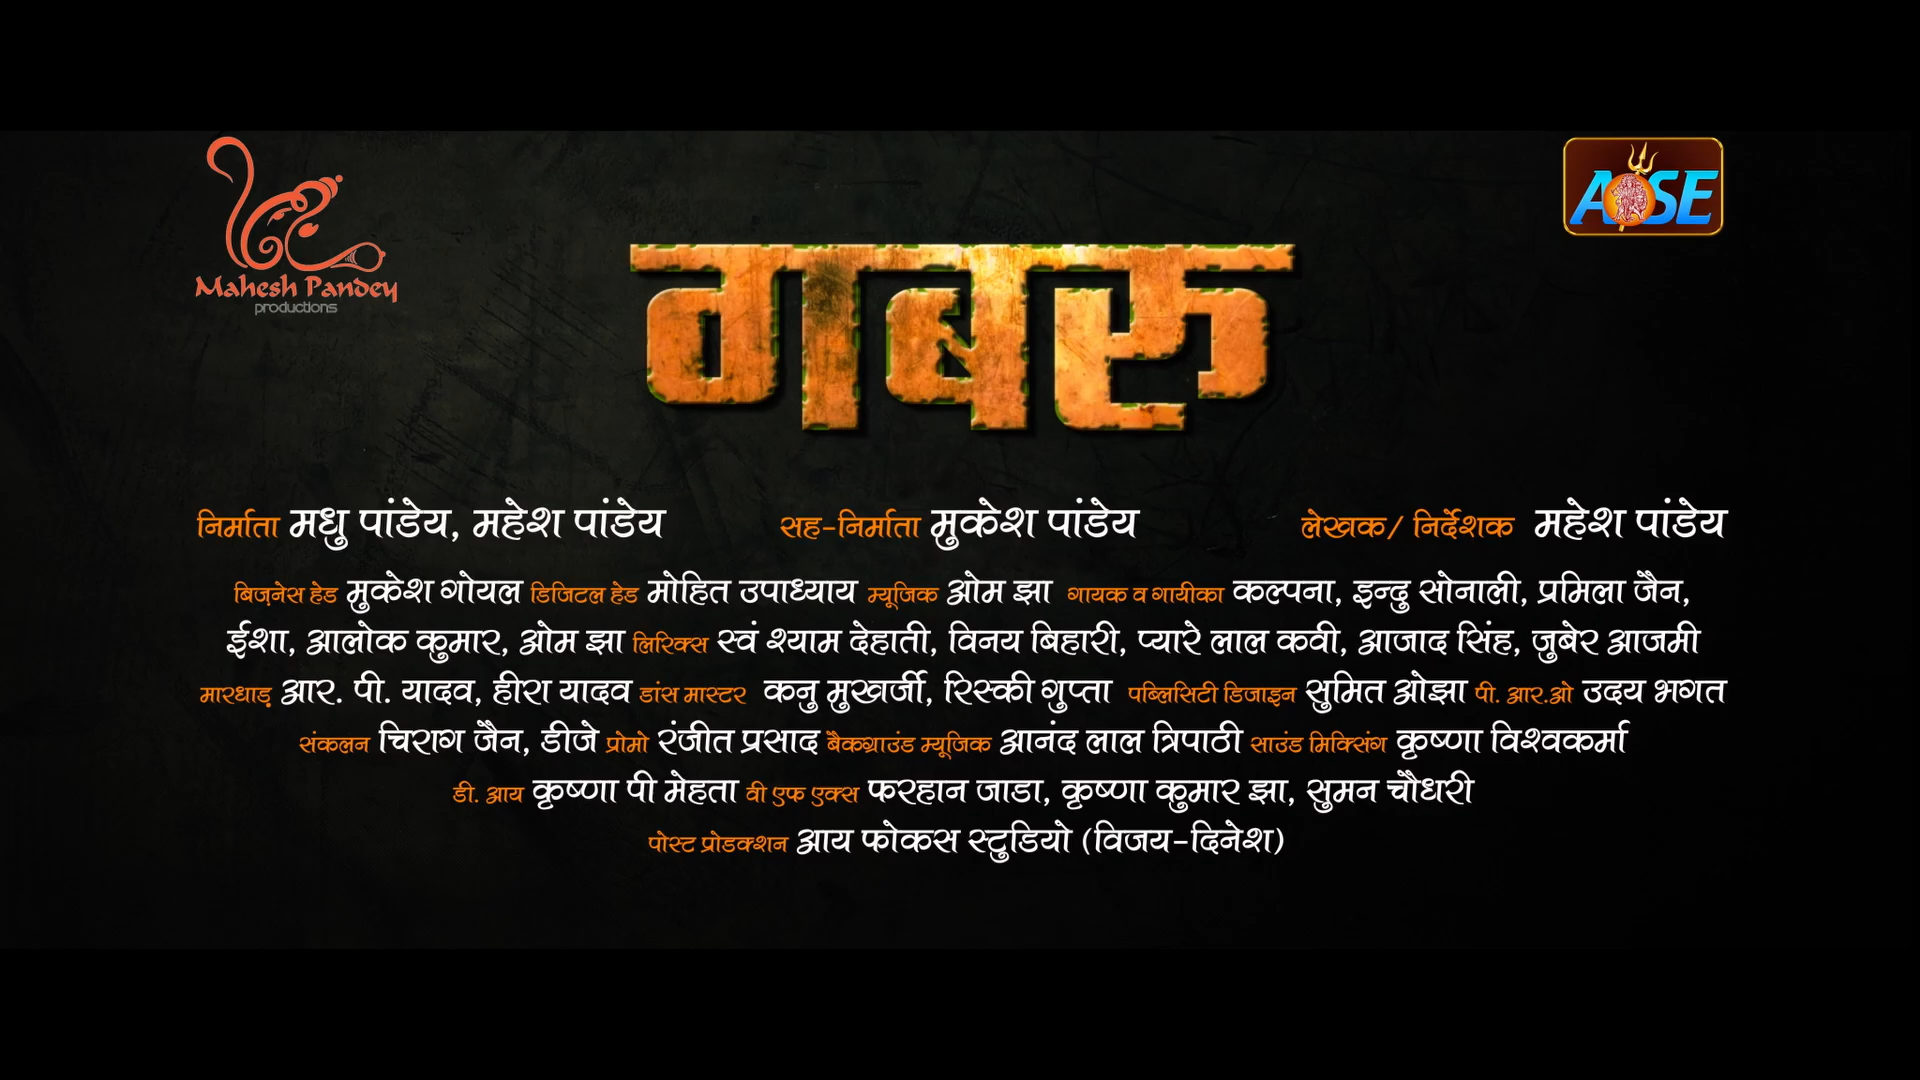 Mahesh Pandey
productions
AOSE
गबरु
निर्माता मधु पांडेय, महेश पांडेय सह-निर्माता मुकेश पांडेय लेखक/ निर्देशक महेश पांडेय
बिज़नेस हेड मुकेश गोयल डिजिटल हेड मोहित उपाध्याय म्यूजिक ओम झा गायक व गायीका कल्पना, इन्दु सोनाली, प्रमिला जैन,
ईशा, आलोक कुमार, ओम झा लिरिक्स स्वं श्याम देहाती, विनय बिहारी, प्यारे लाल कवी, आजाद सिंह, जुबेर आजमी
मारधाड़ आर. पी. यादव, हीरा यादव डांस मास्टर कनु मुखर्जी, रिस्की गुप्ता पब्लिसिटी डिजाइन सुमित ओझा पी. आर.ओ उदय भगत
संकलन चिराग जैन, डीजे प्रोमो रंजीत प्रसाद बैकग्राउंड म्यूजिक आनंद लाल त्रिपाठी साउंड मिक्सिंग कृष्णा विश्वकर्मा
डी. आय कृष्णा पी मेहता वी एफ एक्स फरहान जाडा, कृष्णा कुमार झा, सुमन चौधरी
पोस्ट प्रोडक्शन आय फोकस स्टुडियो (विजय-दिनेश)